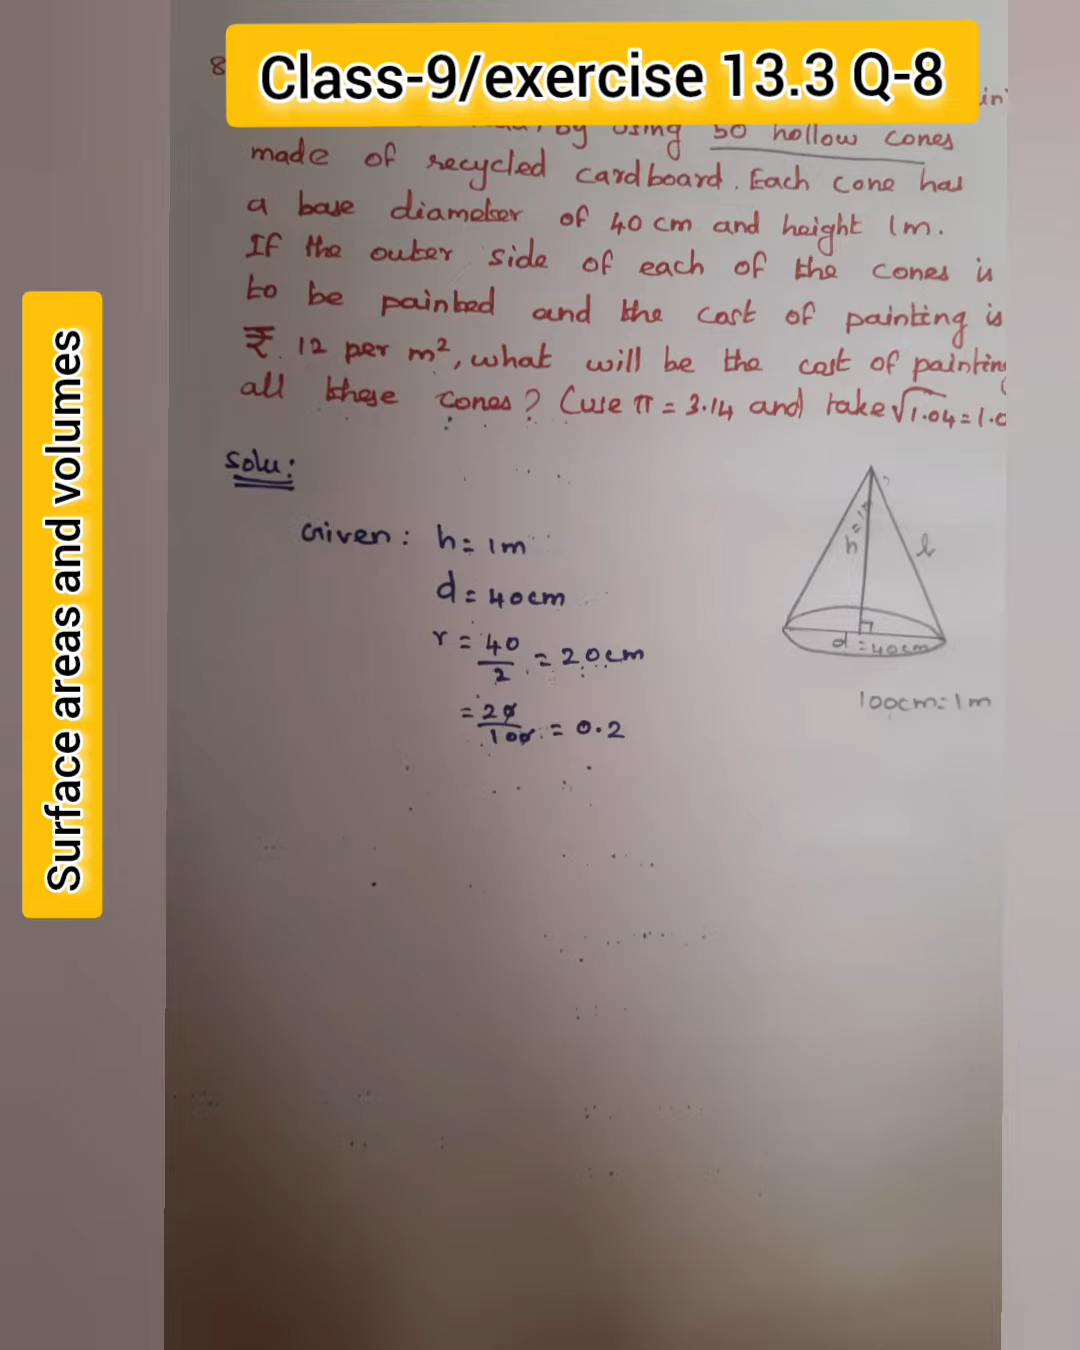 Class-9/exercise 13.3 Q-8
Surface areas and volumes
8
by using 50 hollow cones
made of recycled cardboard. Each cone has
a base diameter of 40 cm and height 1m.
If the outer side of each of the cones is
to be painted and the cost of painting is
₹. 12 per m², what will be the cost of painting
all these cones? (use π = 3.14 and take √1.04 = 1.0
Solu:
Given: h = 1m
d = 40cm
r = 40/2 = 20cm
= 20/100 = 0.2
h = 1m
l
d = 40cm
100cm = 1m